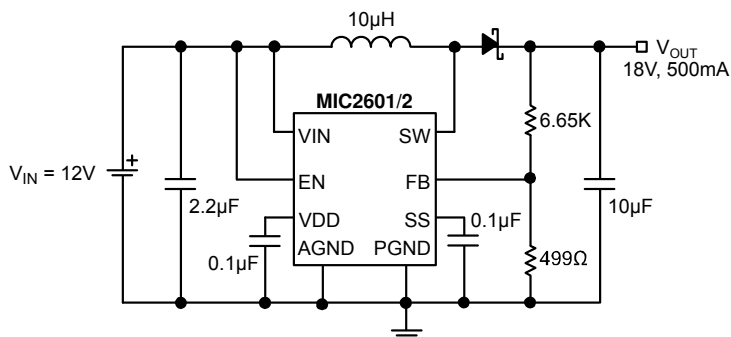 10µH
V_OUT
18V, 500mA
MIC2601/2
VIN
SW
6.65K
V_IN = 12V
+
EN
FB
2.2µF
10µF
VDD
SS
0.1µF
0.1µF
AGND
PGND
499Ω